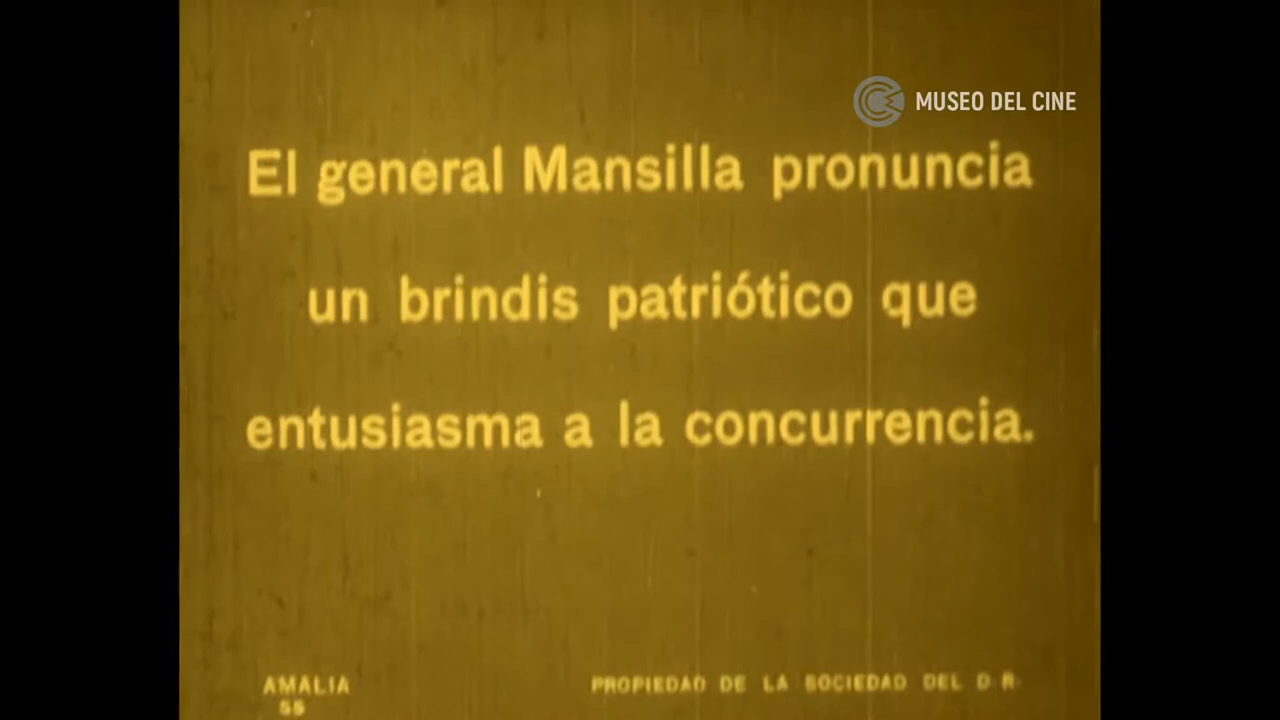 MUSEO DEL CINE
El general Mansilla pronuncia
un brindis patriótico que
entusiasma a la concurrencia.
AMALIA
55
PROPIEDAD DE LA SOCIEDAD DEL D. R.